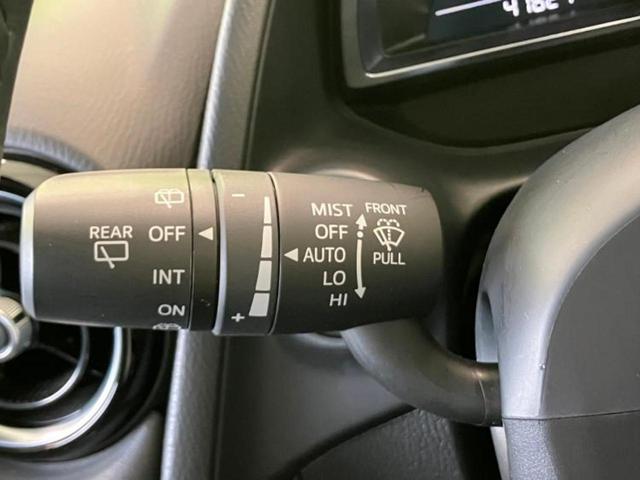 REAR
OFF
INT
ON
−
+
MIST
OFF
AUTO
LO
HI
FRONT
PULL